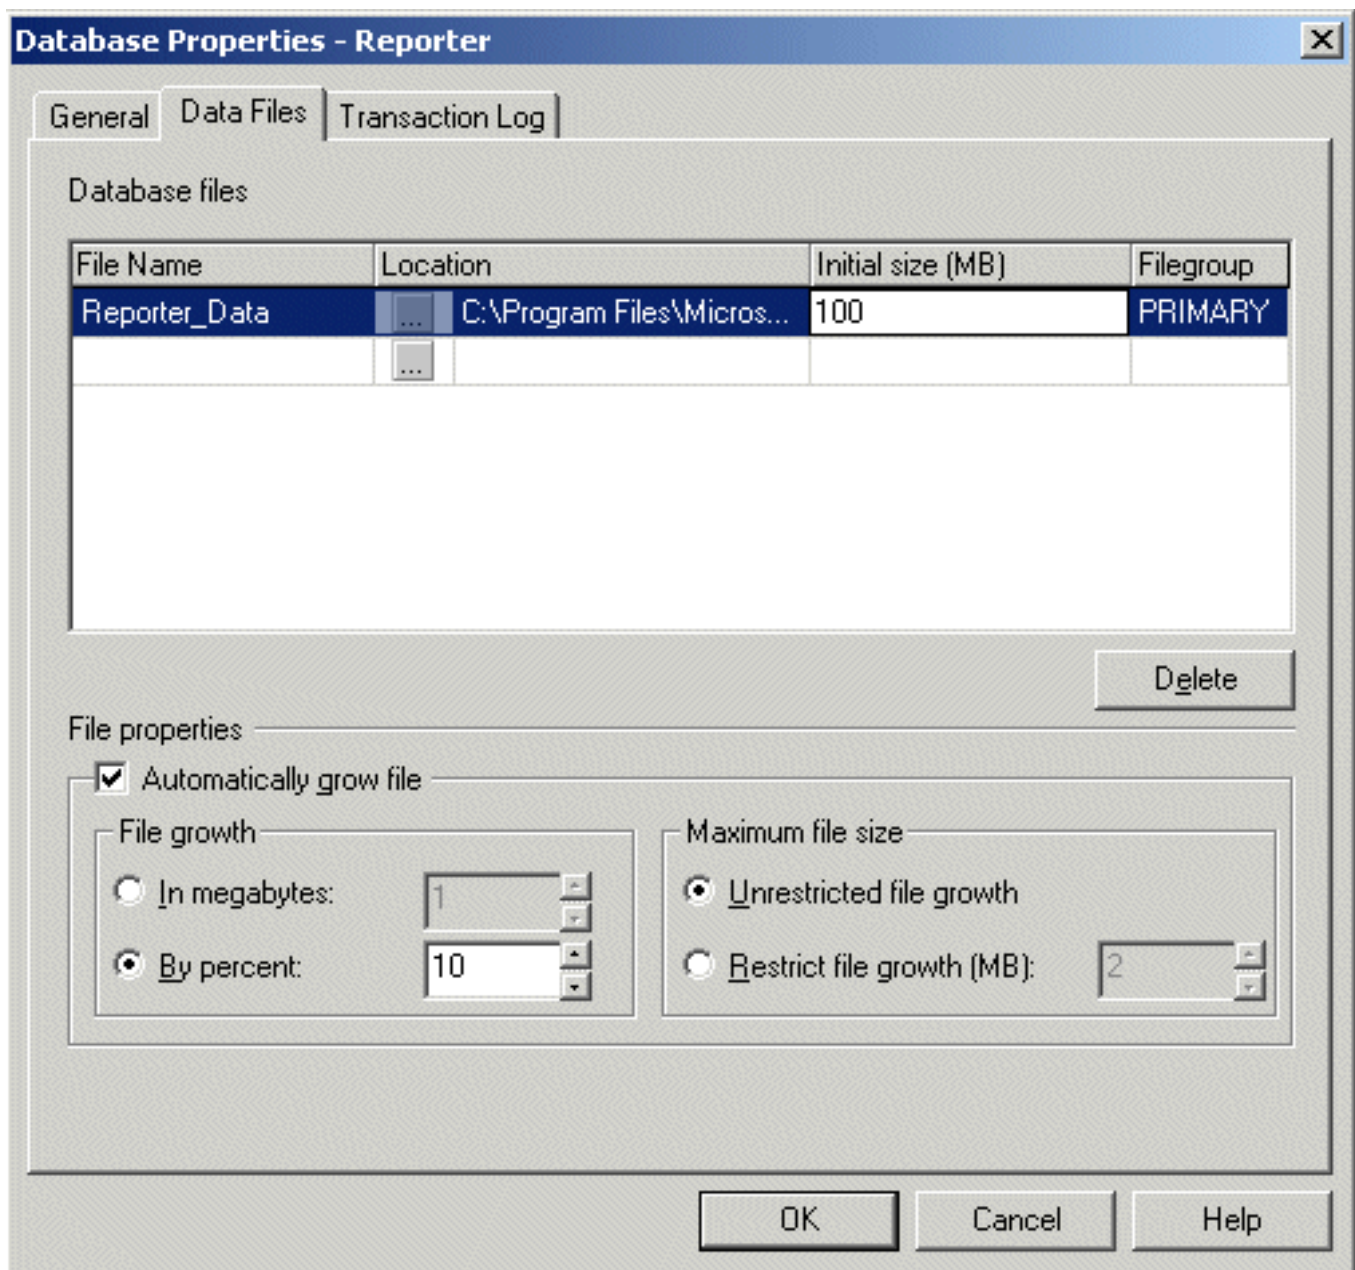 Database Properties - Reporter
General Data Files Transaction Log
Database files
File Name Location Initial size (MB) Filegroup
Reporter_Data ... C:\Program Files\Micros... 100 PRIMARY
...
Delete
File properties
Automatically grow file
File growth Maximum file size
In megabytes: 1 Unrestricted file growth
By percent: 10 Restrict file growth (MB): 2
OK Cancel Help